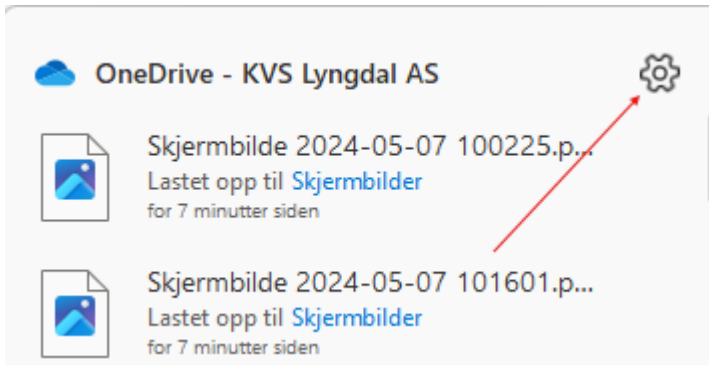 OneDrive - KVS Lyngdal AS
Skjermbilde 2024-05-07 100225.p...
Lastet opp til Skjermbilder
for 7 minutter siden
Skjermbilde 2024-05-07 101601.p...
Lastet opp til Skjermbilder
for 7 minutter siden